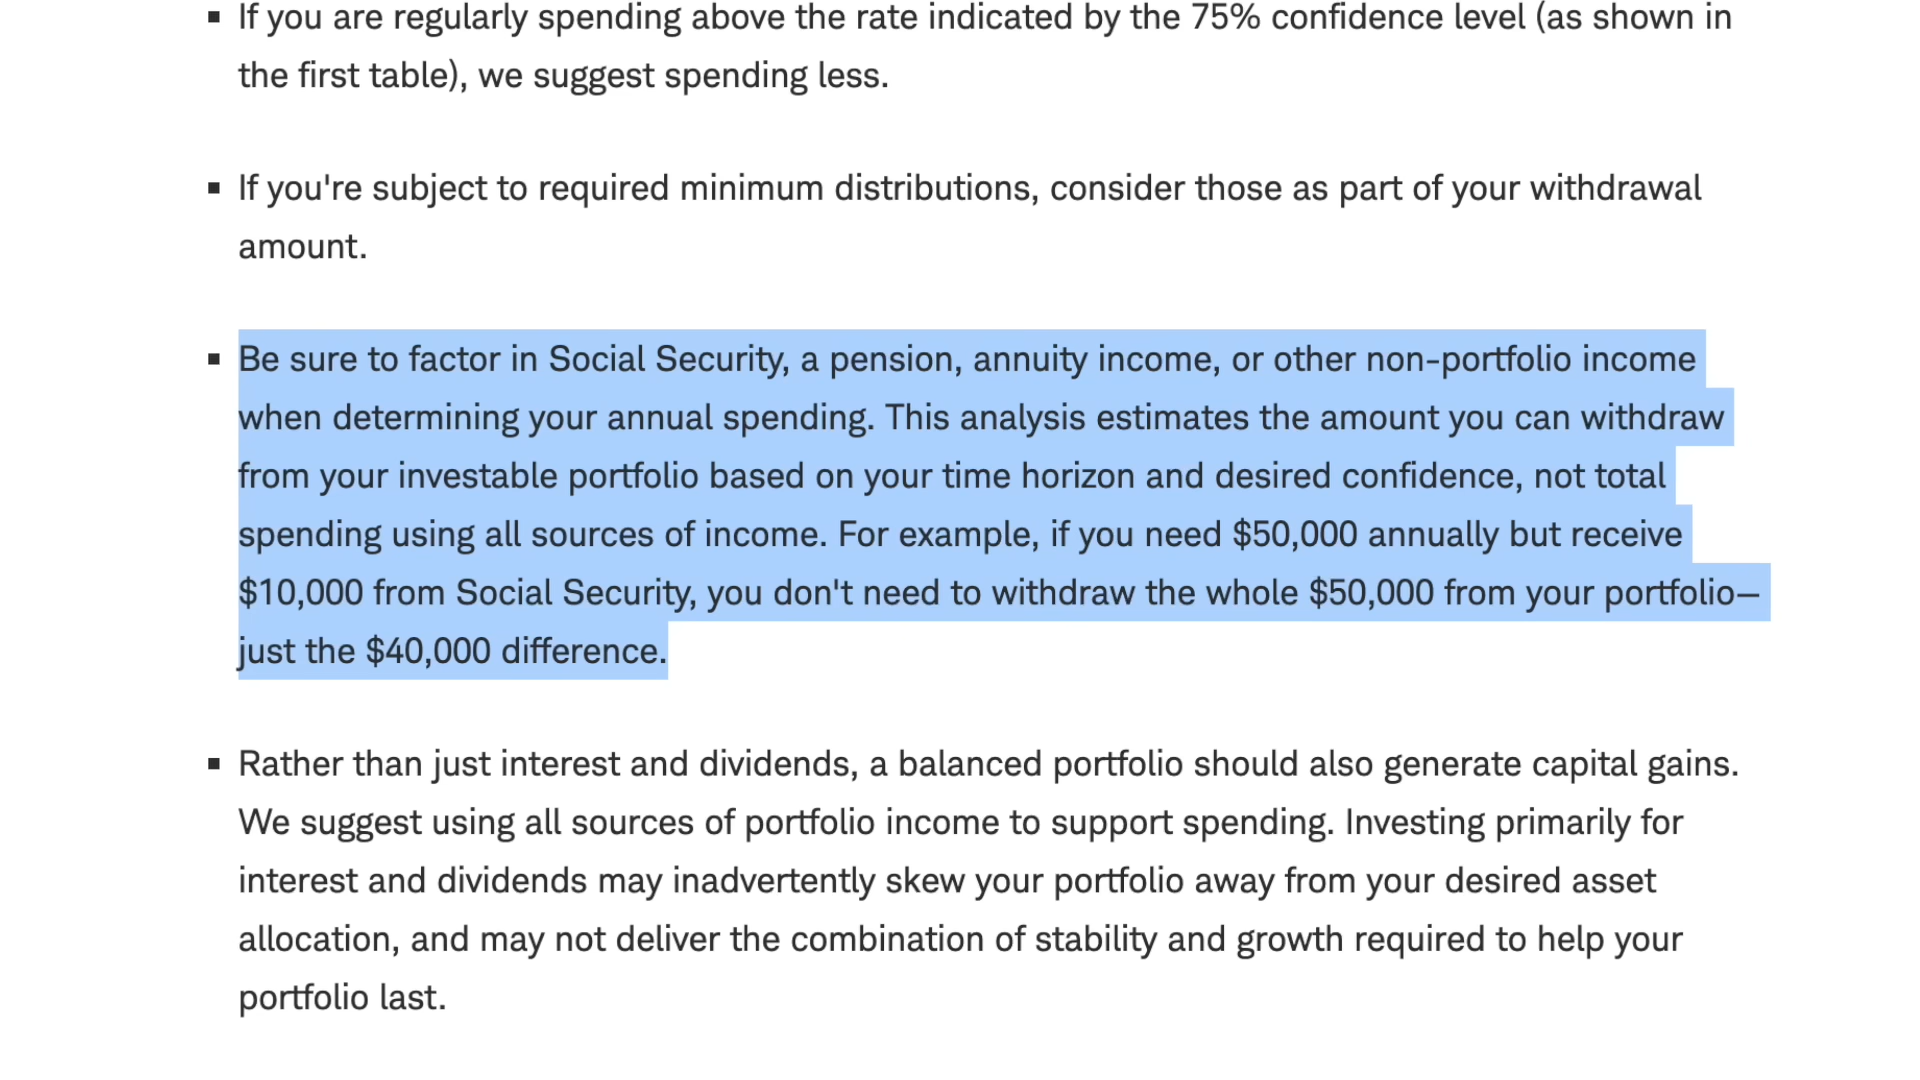 ▪ If you are regularly spending above the rate indicated by the 75% confidence level (as shown in
the first table), we suggest spending less.
▪ If you're subject to required minimum distributions, consider those as part of your withdrawal
amount.
▪ Be sure to factor in Social Security, a pension, annuity income, or other non-portfolio income
when determining your annual spending. This analysis estimates the amount you can withdraw
from your investable portfolio based on your time horizon and desired confidence, not total
spending using all sources of income. For example, if you need $50,000 annually but receive
$10,000 from Social Security, you don't need to withdraw the whole $50,000 from your portfolio—
just the $40,000 difference.
▪ Rather than just interest and dividends, a balanced portfolio should also generate capital gains.
We suggest using all sources of portfolio income to support spending. Investing primarily for
interest and dividends may inadvertently skew your portfolio away from your desired asset
allocation, and may not deliver the combination of stability and growth required to help your
portfolio last.